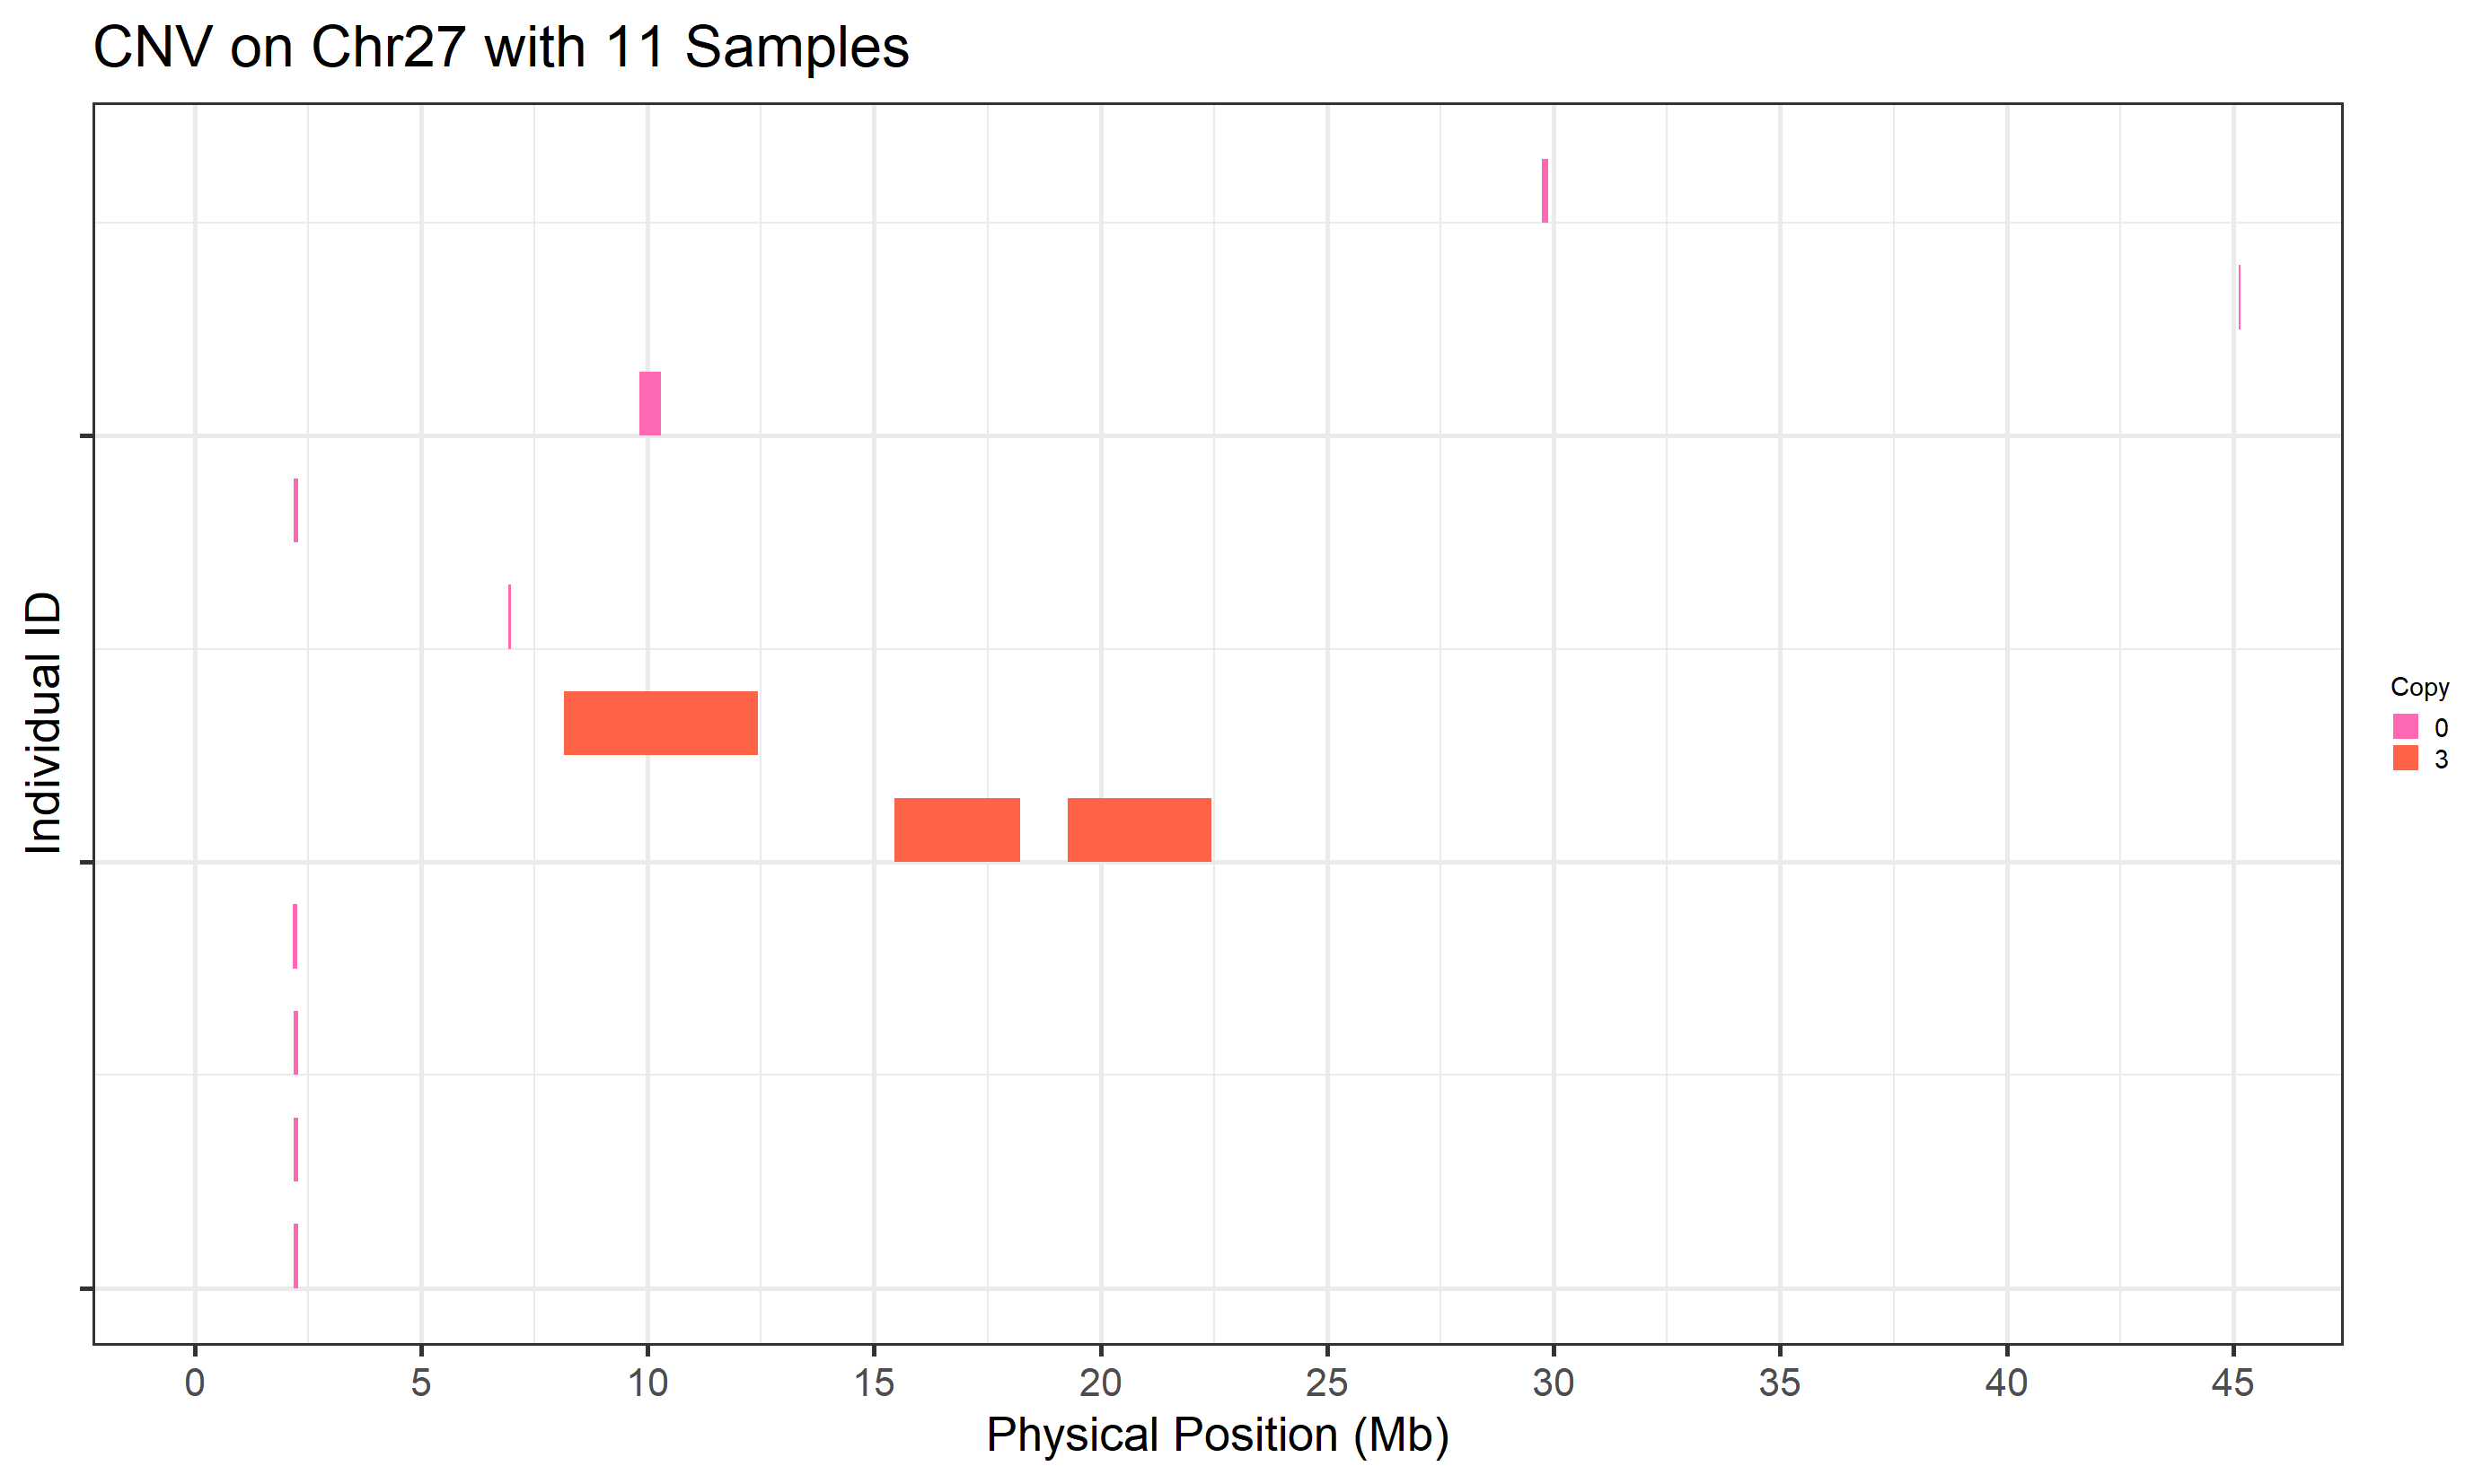 CNV on Chr27 with 11 Samples
Individual ID
Copy
0
3
0 5 10 15 20 25 30 35 40 45
Physical Position (Mb)